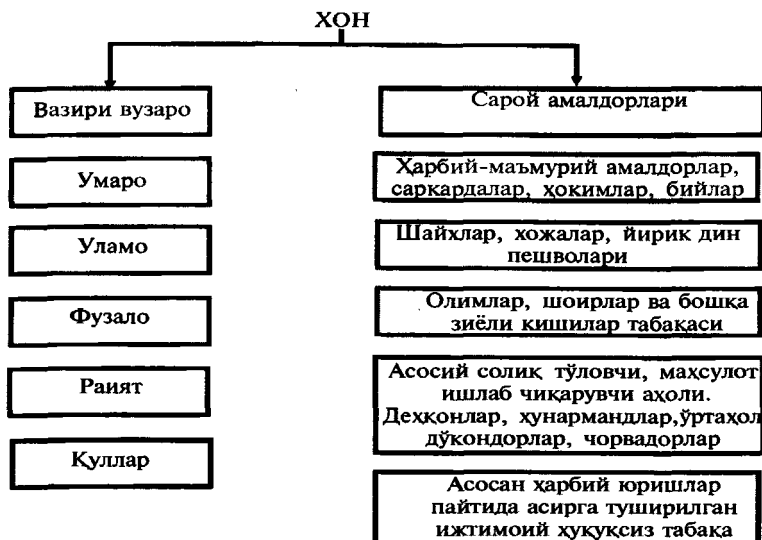 ХОН
Вазири вузаро
Сарой амалдорлари
Умаро
Ҳарбий-маъмурий амалдорлар,
саркардалар, ҳокимлар, бийлар
Уламо
Шайхлар, хожалар, йирик дин
пешволари
Фузало
Олимлар, шоирлар ва бошқа
зиёли кишилар табақаси
Раият
Асосий солиқ тўловчи, маҳсулот
ишлаб чиқарувчи аҳоли.
Деҳқонлар, ҳунармандлар,ўртаҳол
дўкондорлар, чорвадорлар
Қуллар
Асосан ҳарбий юришлар
пайтида асирга туширилган
ижтимоий ҳуқуқсиз табақа